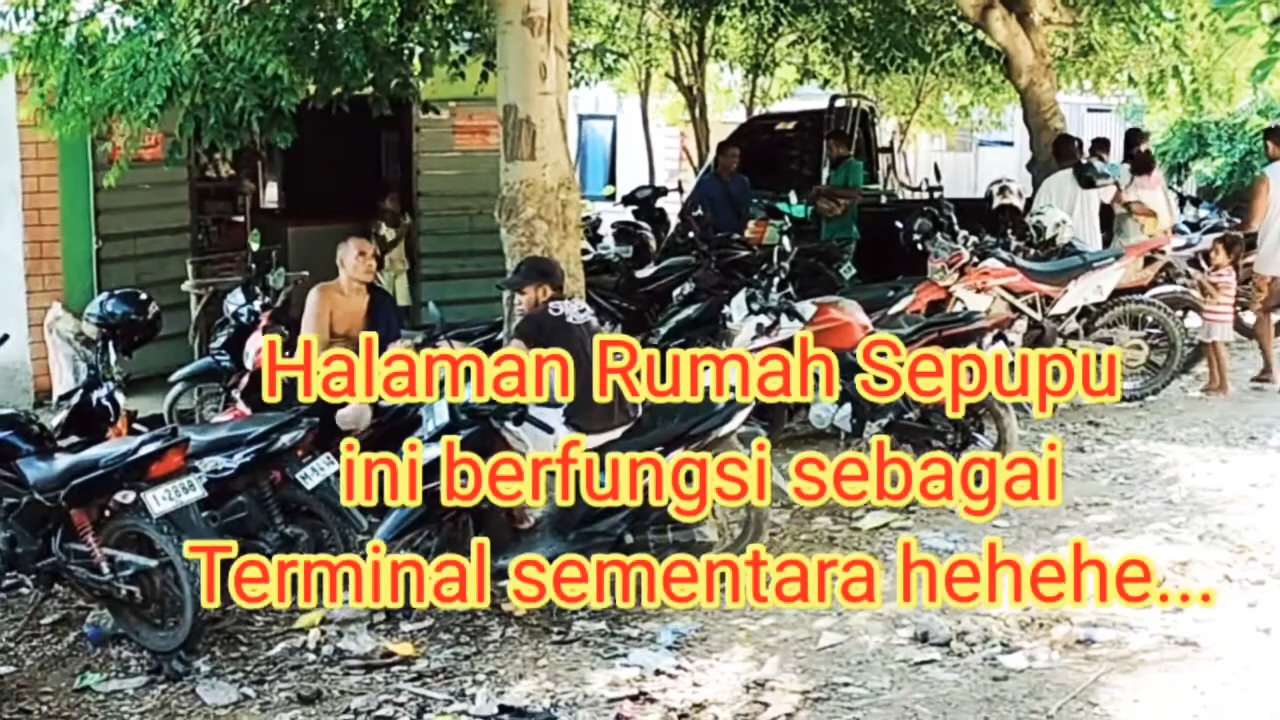 Halaman Rumah Sepupu
ini berfungsi sebagai
Terminal sementara hehehe...